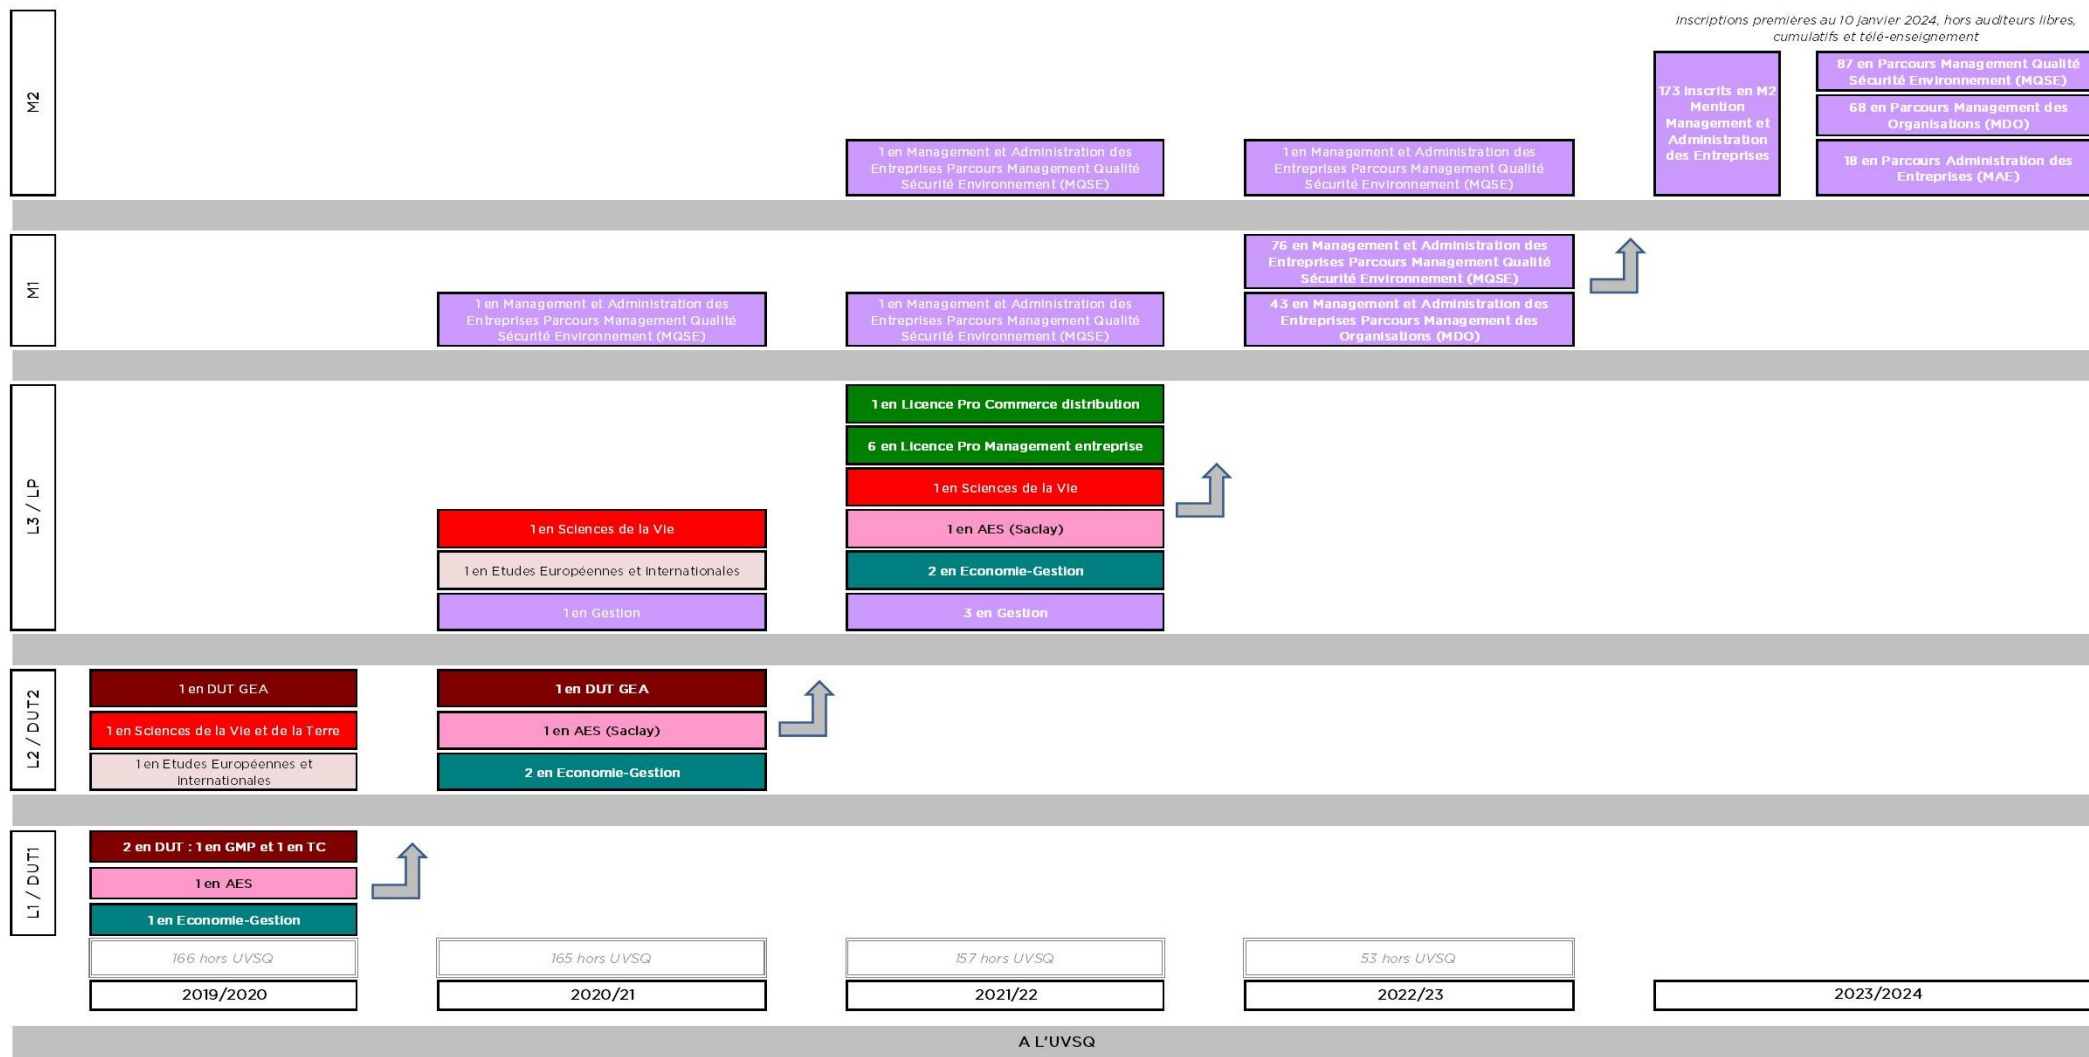 Inscriptions premières au 10 janvier 2024, hors auditeurs libres,
cumulatifs et télé-enseignement
M2
1 en Management et Administration des
Entreprises Parcours Management Qualité
Sécurité Environnement (MQSE)
1 en Management et Administration des
Entreprises Parcours Management Qualité
Sécurité Environnement (MQSE)
173 inscrits en M2
Mention
Management et
Administration
des Entreprises
87 en Parcours Management Qualité
Sécurité Environnement (MQSE)
68 en Parcours Management des
Organisations (MDO)
18 en Parcours Administration des
Entreprises (MAE)
M1
1 en Management et Administration des
Entreprises Parcours Management Qualité
Sécurité Environnement (MQSE)
1 en Management et Administration des
Entreprises Parcours Management Qualité
Sécurité Environnement (MQSE)
76 en Management et Administration des
Entreprises Parcours Management Qualité
Sécurité Environnement (MQSE)
43 en Management et Administration des
Entreprises Parcours Management des
Organisations (MDO)
L3 / LP
1 en Sciences de la Vie
1 en Etudes Européennes et Internationales
1 en Gestion
1 en Licence Pro Commerce distribution
6 en Licence Pro Management entreprise
1 en Sciences de la Vie
1 en AES (Saclay)
2 en Economie-Gestion
3 en Gestion
L2 / DUT2
1 en DUT GEA
1 en Sciences de la Vie et de la Terre
1 en Etudes Européennes et
Internationales
1 en DUT GEA
1 en AES (Saclay)
2 en Economie-Gestion
L1 / DUT1
2 en DUT : 1 en GMP et 1 en TC
1 en AES
1 en Economie-Gestion
166 hors UVSQ
165 hors UVSQ
157 hors UVSQ
53 hors UVSQ
2019/2020
2020/21
2021/22
2022/23
2023/2024
A L'UVSQ